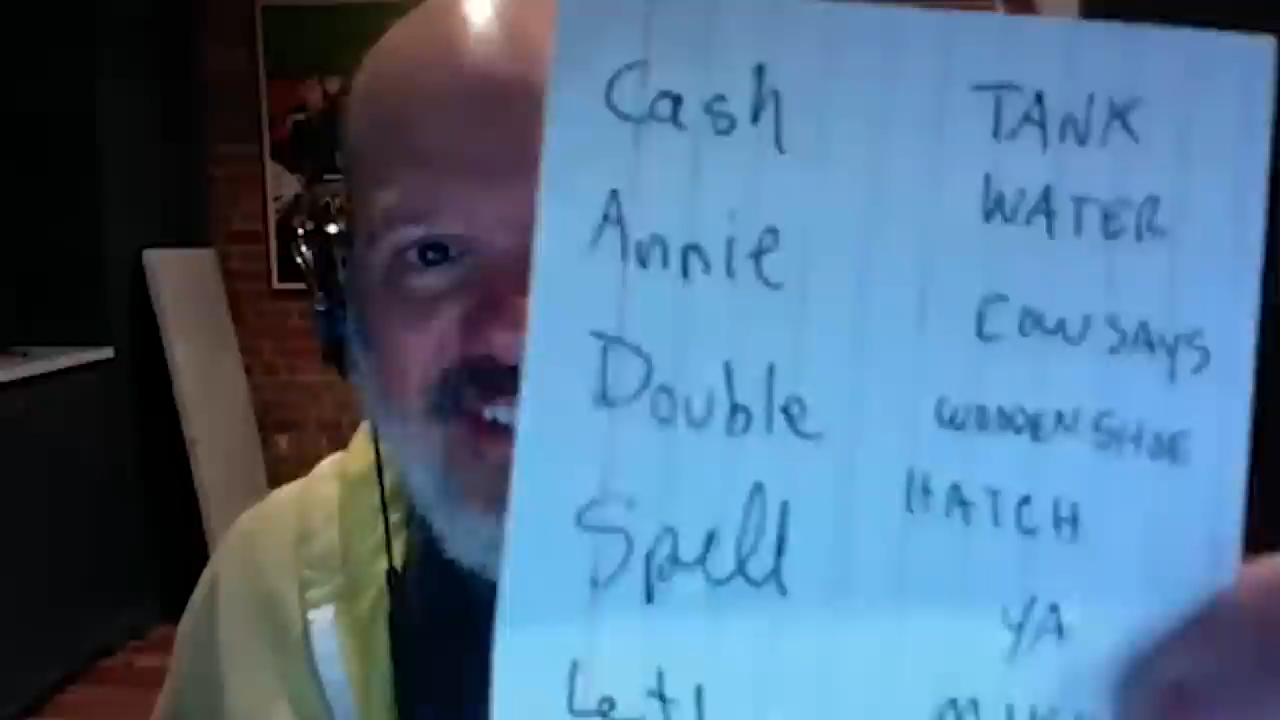 Cash
Annie
Double
Spell
TANK
WATER
COW SAYS
WOODEN SHOE
HATCH
YA